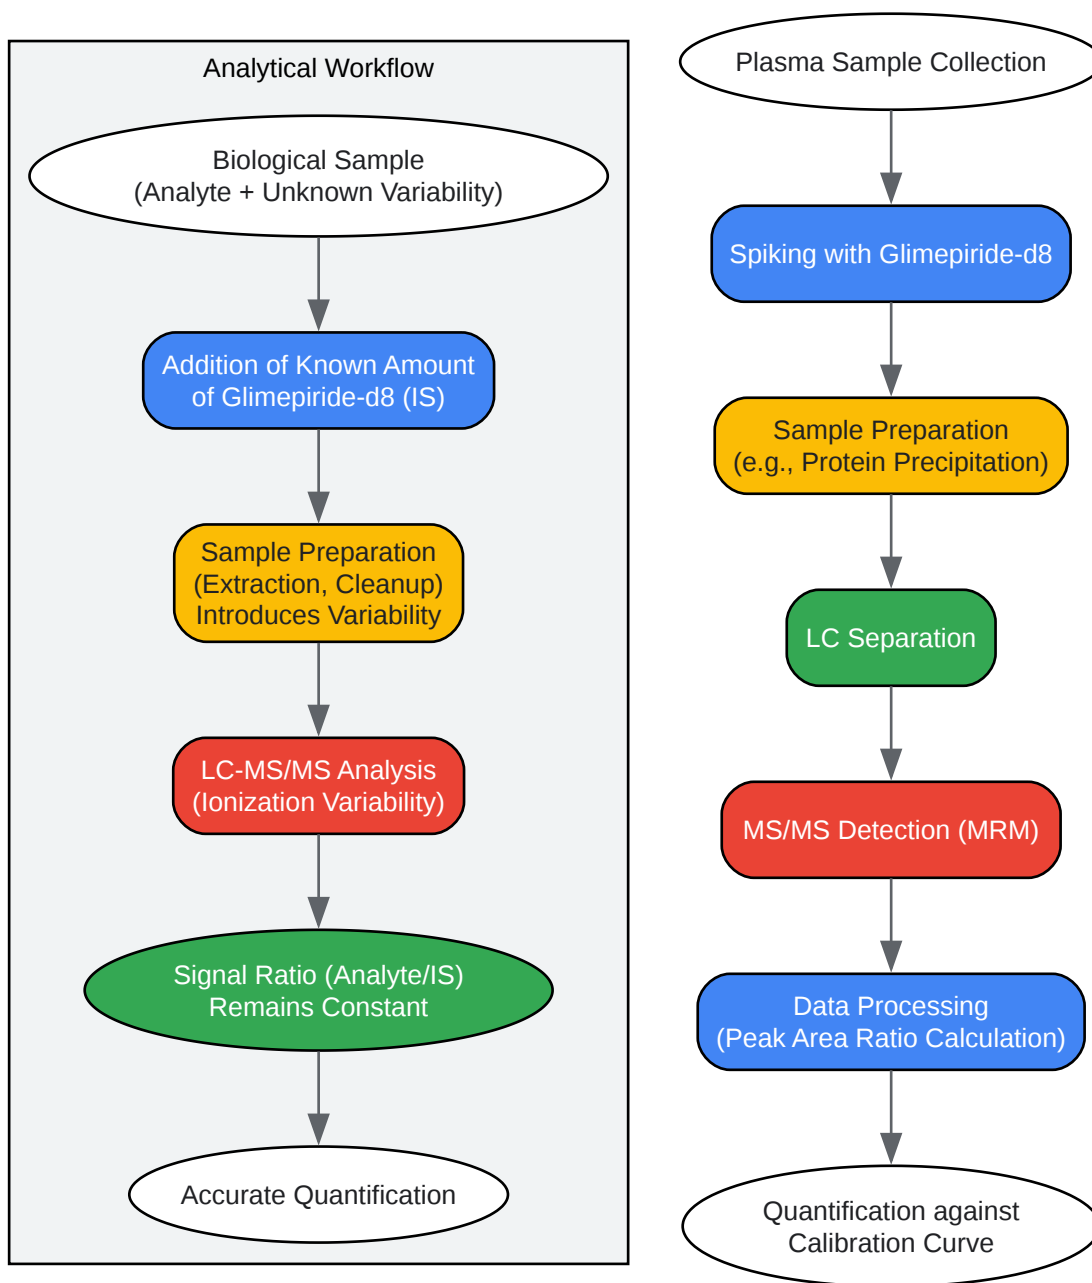 Analytical Workflow
Biological Sample
(Analyte + Unknown Variability)
Addition of Known Amount
of Glimepiride-d8 (IS)
Sample Preparation
(Extraction, Cleanup)
Introduces Variability
LC-MS/MS Analysis
(Ionization Variability)
Signal Ratio (Analyte/IS)
Remains Constant
Accurate Quantification
Plasma Sample Collection
Spiking with Glimepiride-d8
Sample Preparation
(e.g., Protein Precipitation)
LC Separation
MS/MS Detection (MRM)
Data Processing
(Peak Area Ratio Calculation)
Quantification against
Calibration Curve